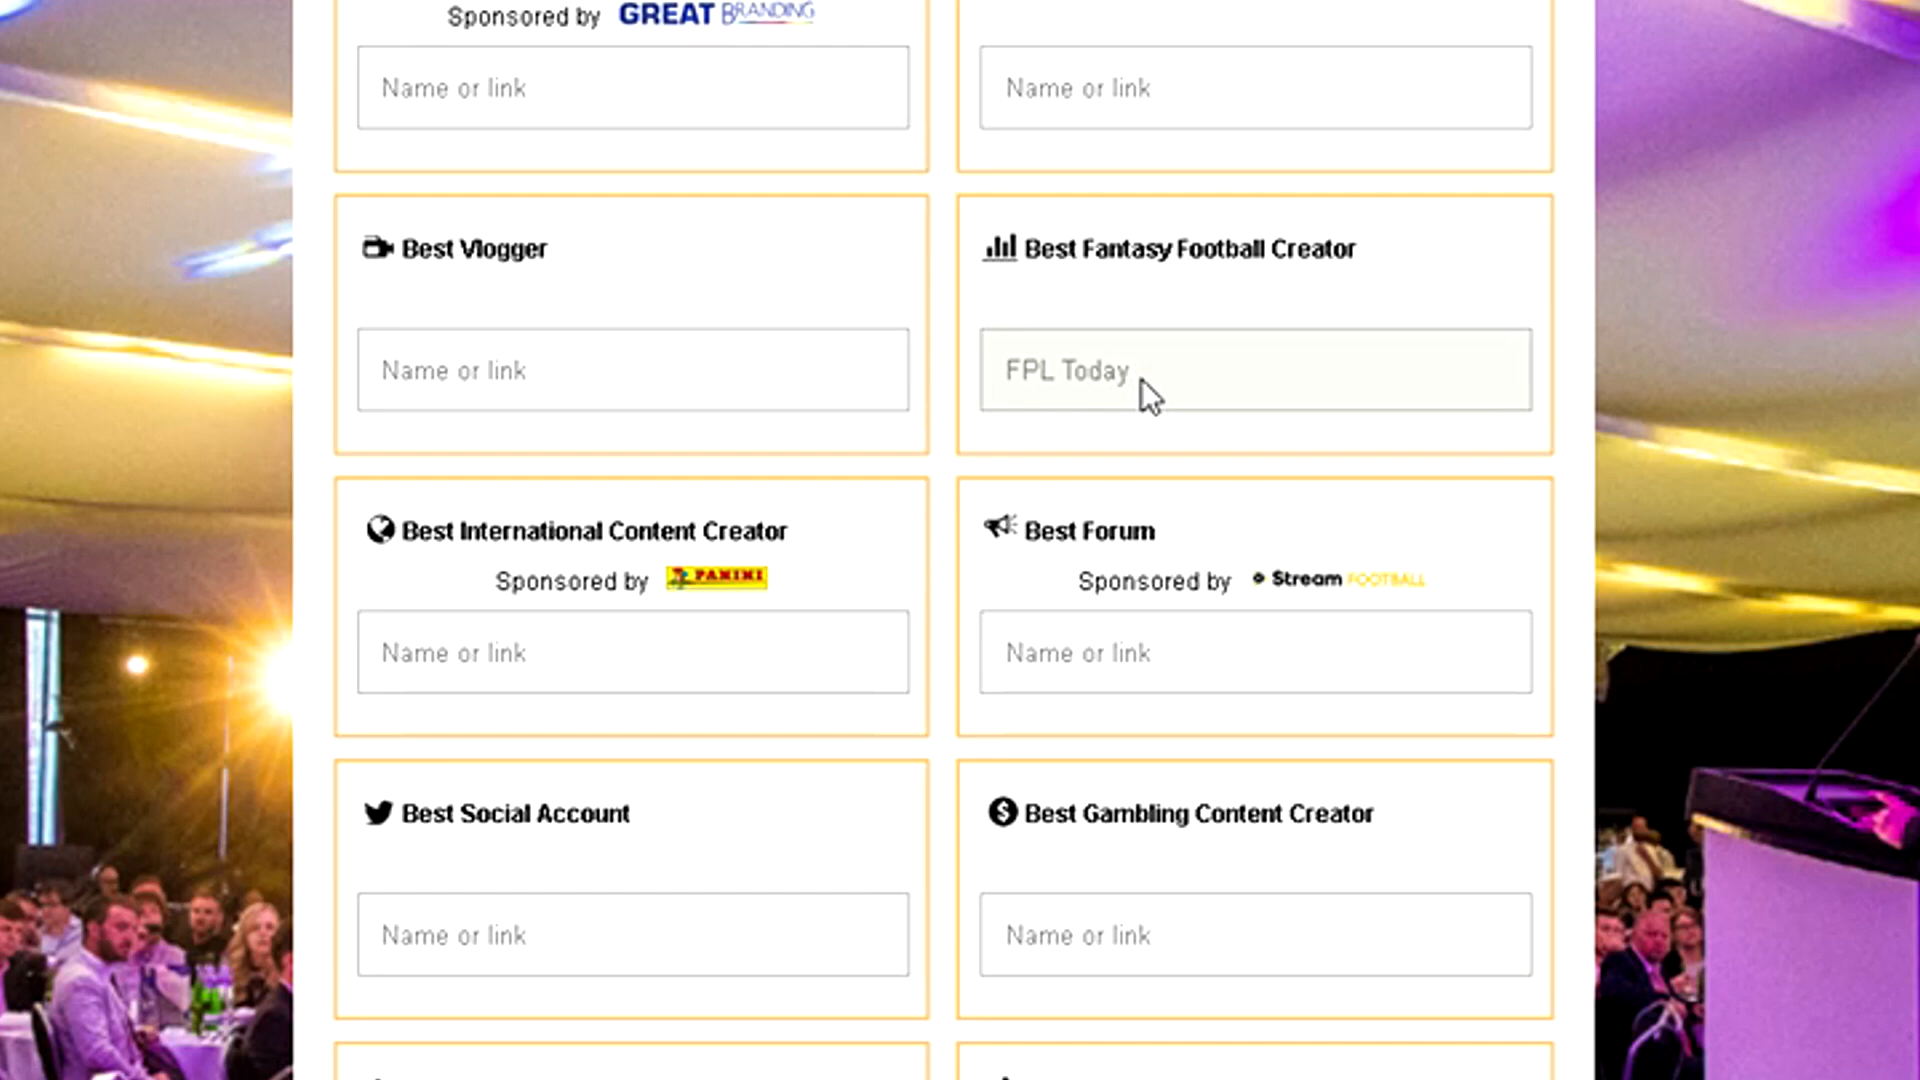 Sponsored by GREAT BRANDING
Name or link
Name or link
Best Vlogger
Best Fantasy Football Creator
Name or link
FPL Today
Best International Content Creator
Best Forum
Sponsored by PANINI
Sponsored by Stream FOOTBALL
Name or link
Name or link
Best Social Account
Best Gambling Content Creator
Name or link
Name or link